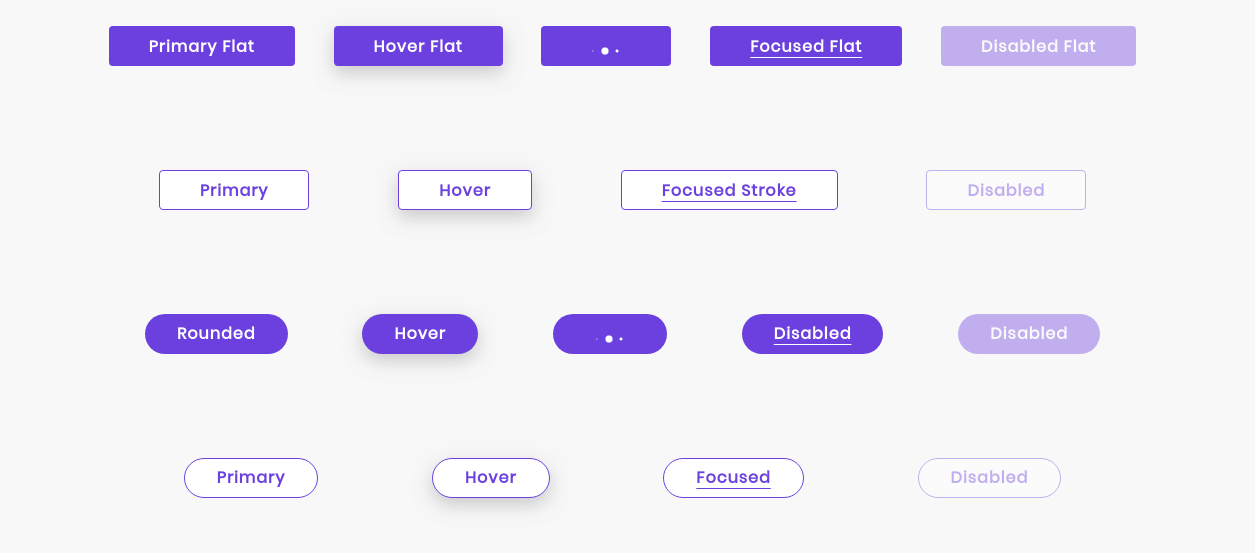 Primary Flat
Hover Flat
Focused Flat
Disabled Flat
Primary
Hover
Focused Stroke
Disabled
Rounded
Hover
Disabled
Disabled
Primary
Hover
Focused
Disabled